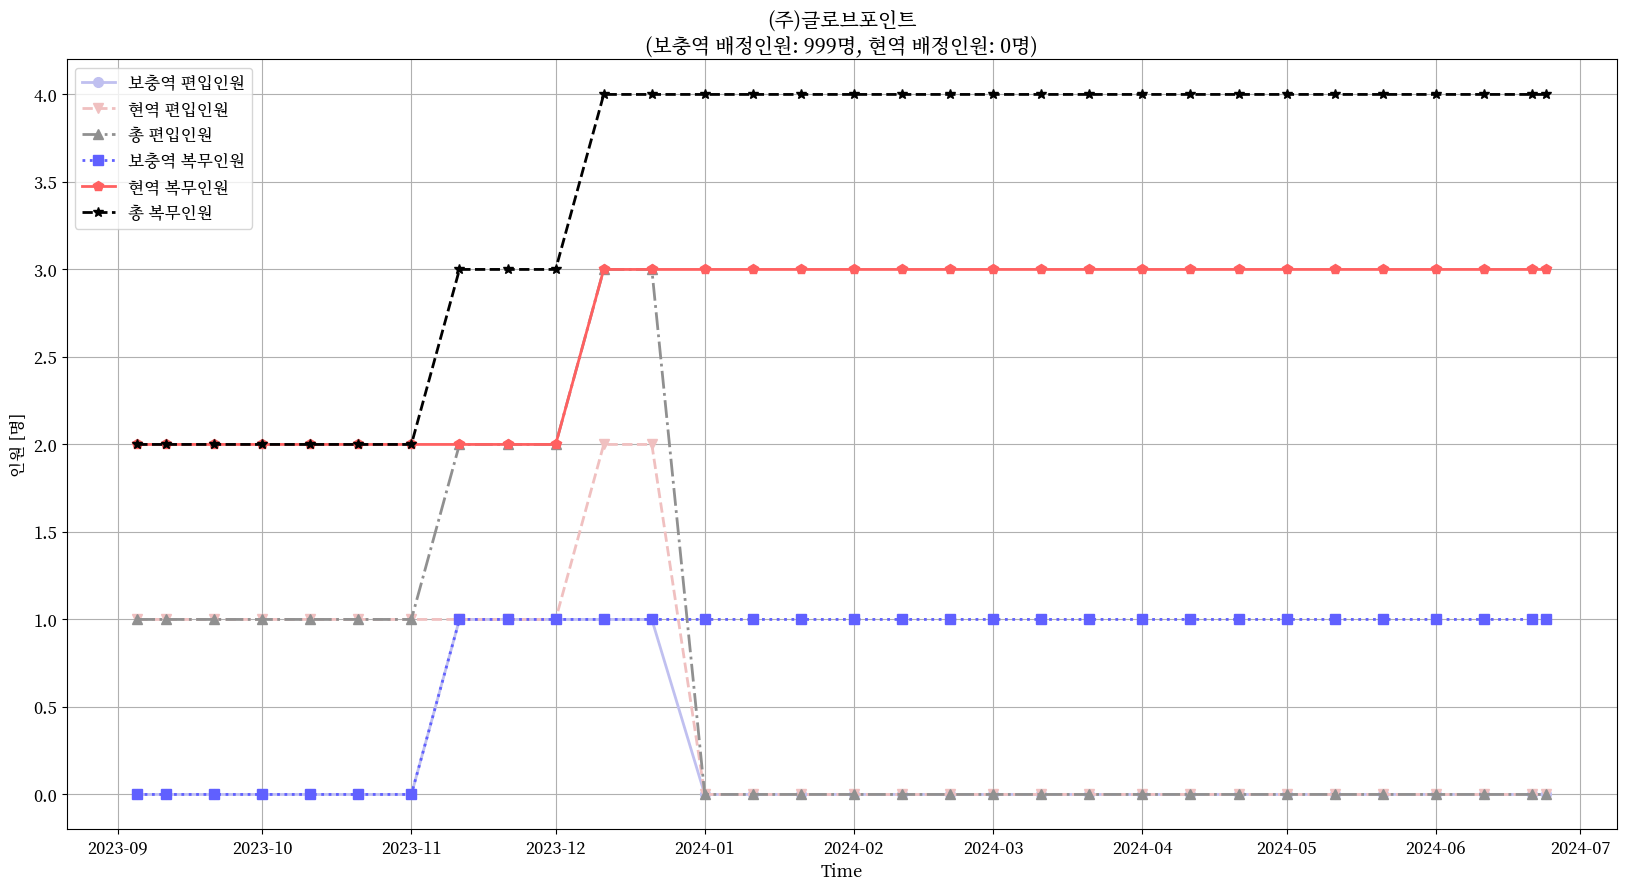 (주)글로브포인트
(보충역 배정인원: 999명, 현역 배정인원: 0명)
보충역 편입인원
현역 편입인원
총 편입인원
보충역 복무인원
현역 복무인원
총 복무인원
인원 [명]
4.0
3.5
3.0
2.5
2.0
1.5
1.0
0.5
0.0
2023-09 2023-10 2023-11 2023-12 2024-01 2024-02 2024-03 2024-04 2024-05 2024-06 2024-07
Time